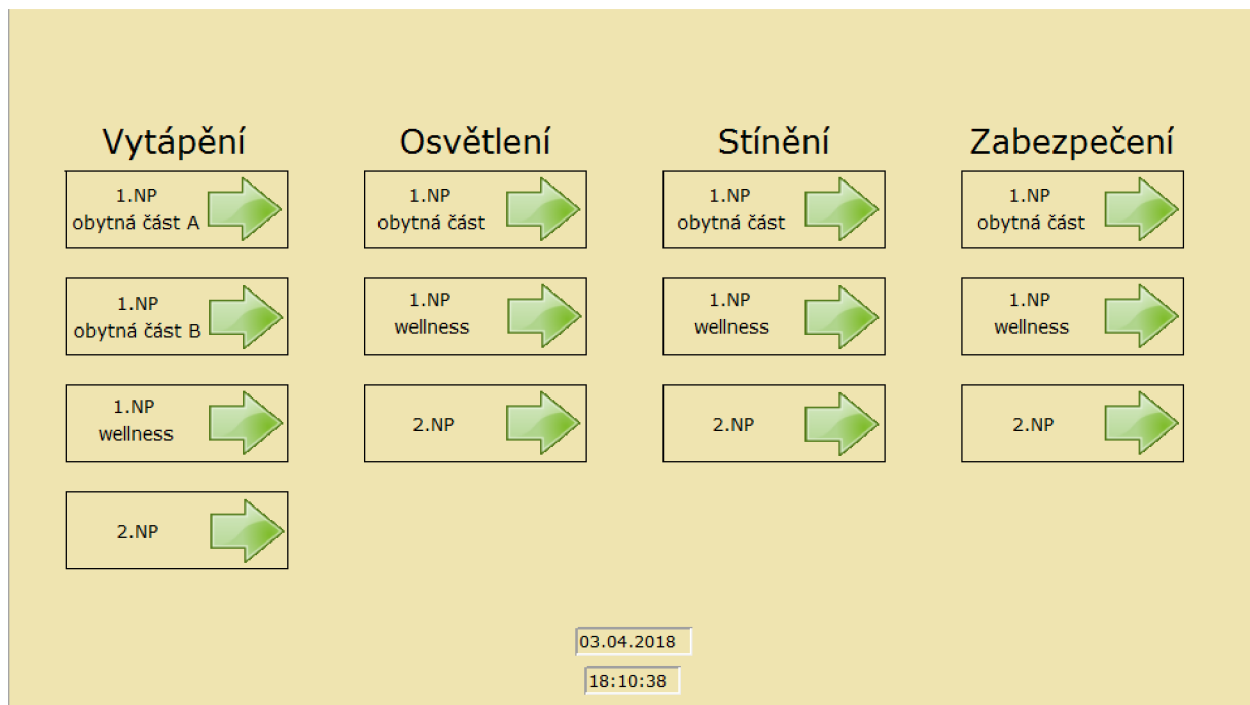 Vytápění
1.NP
obytná část A
1.NP
obytná část B
1.NP
wellness
2.NP
Osvětlení
1.NP
obytná část
1.NP
wellness
2.NP
Stínění
1.NP
obytná část
1.NP
wellness
2.NP
Zabezpečení
1.NP
obytná část
1.NP
wellness
2.NP
03.04.2018
18:10:38